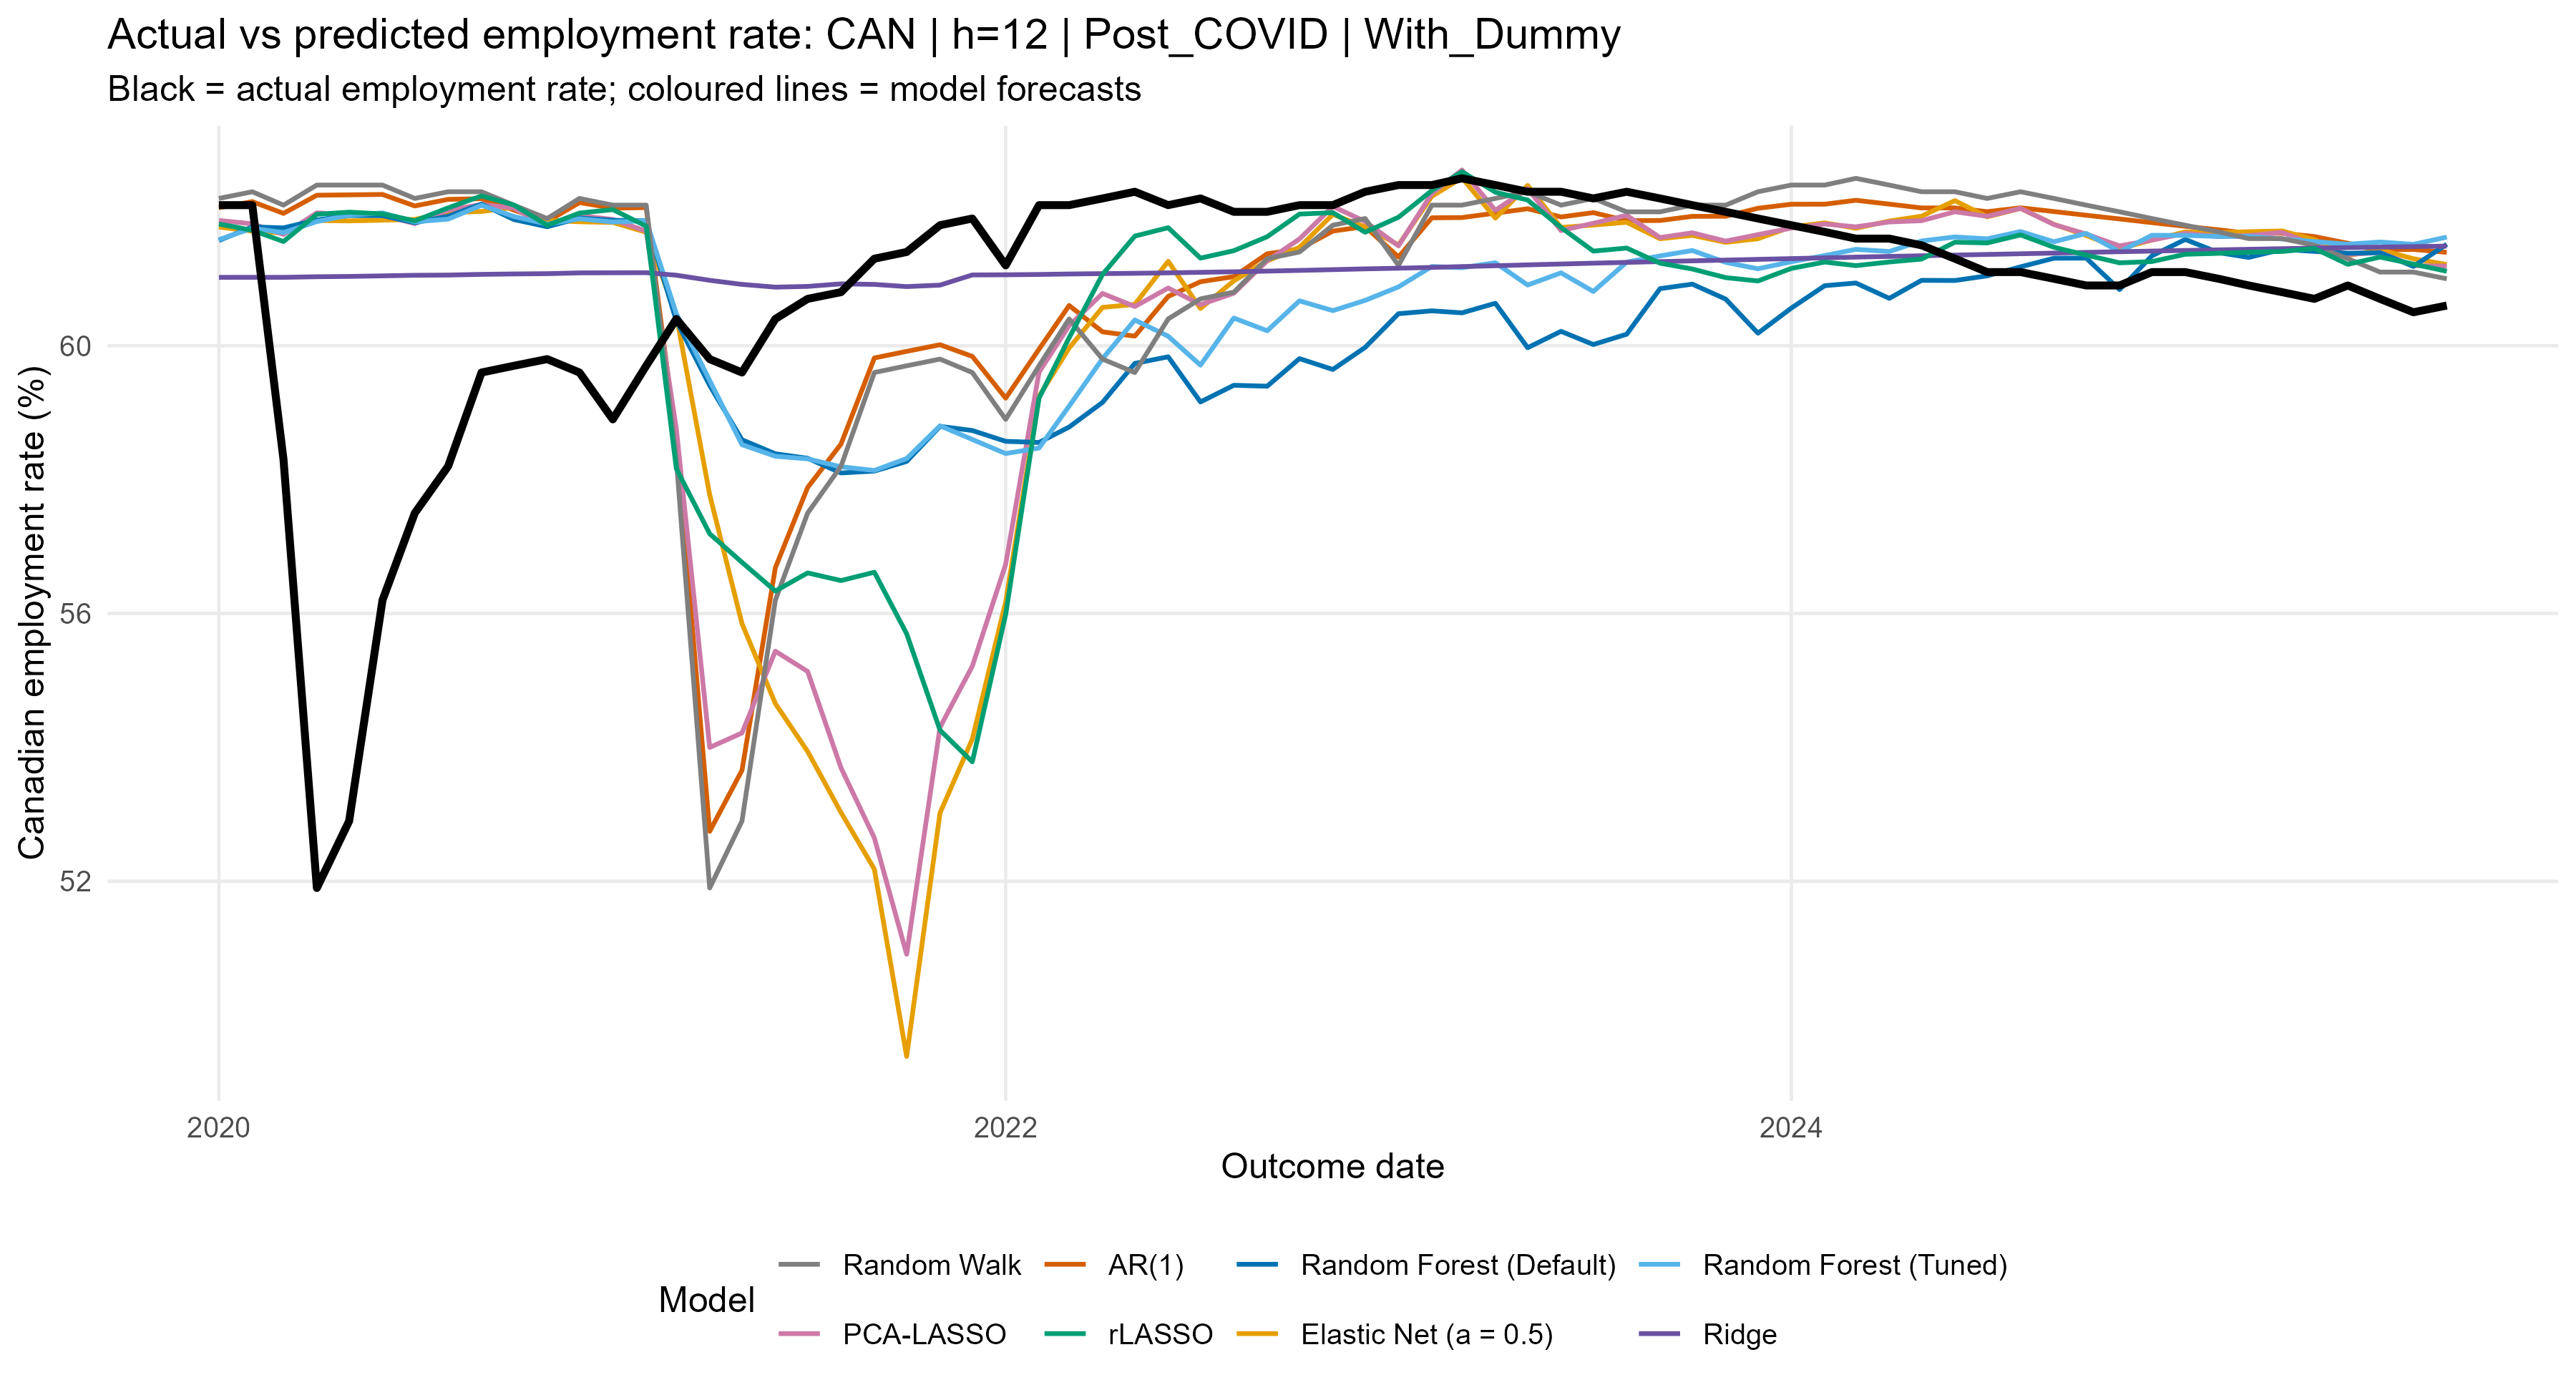 Actual vs predicted employment rate: CAN | h=12 | Post_COVID | With_Dummy
Black = actual employment rate; coloured lines = model forecasts
Canadian employment rate (%)
60
56
52
2020 2022 2024
Outcome date
Model
Random Walk AR(1) Random Forest (Default) Random Forest (Tuned)
PCA-LASSO rLASSO Elastic Net (a = 0.5) Ridge